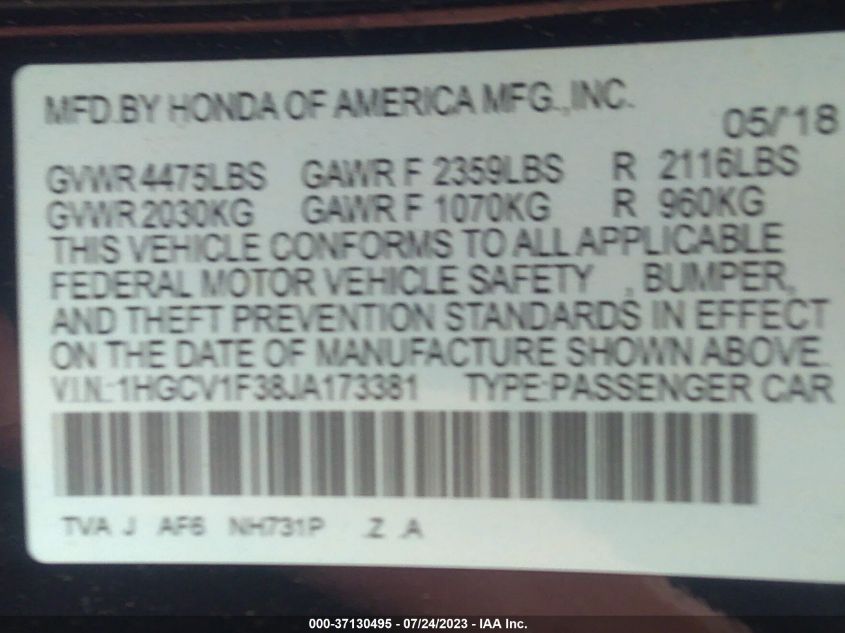 MFD.BY HONDA OF AMERICA MFG.,INC.
05/'18
GVWR 4475LBS GAWR F 2359LBS R 2116LBS
GVWR 2030KG GAWR F 1070KG R 960KG
THIS VEHICLE CONFORMS TO ALL APPLICABLE
FEDERAL MOTOR VEHICLE SAFETY , BUMPER,
AND THEFT PREVENTION STANDARDS IN EFFECT
ON THE DATE OF MANUFACTURE SHOWN ABOVE.
V.I.N.:1HGCV1F38JA173381 TYPE:PASSENGER CAR
TVA J AF6 NH731P .Z .A
000-37130495 - 07/24/2023 - IAA Inc.